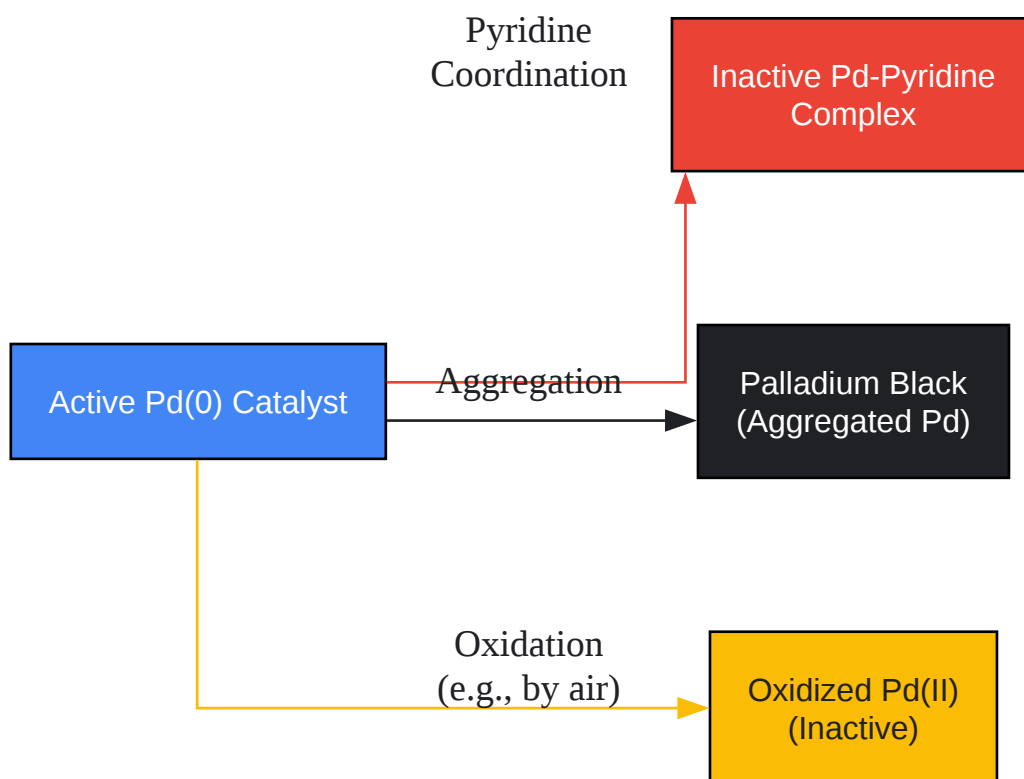 Pyridine
Coordination
Inactive Pd-Pyridine
Complex
Active Pd(0) Catalyst
Aggregation
Palladium Black
(Aggregated Pd)
Oxidation
(e.g., by air)
Oxidized Pd(II)
(Inactive)